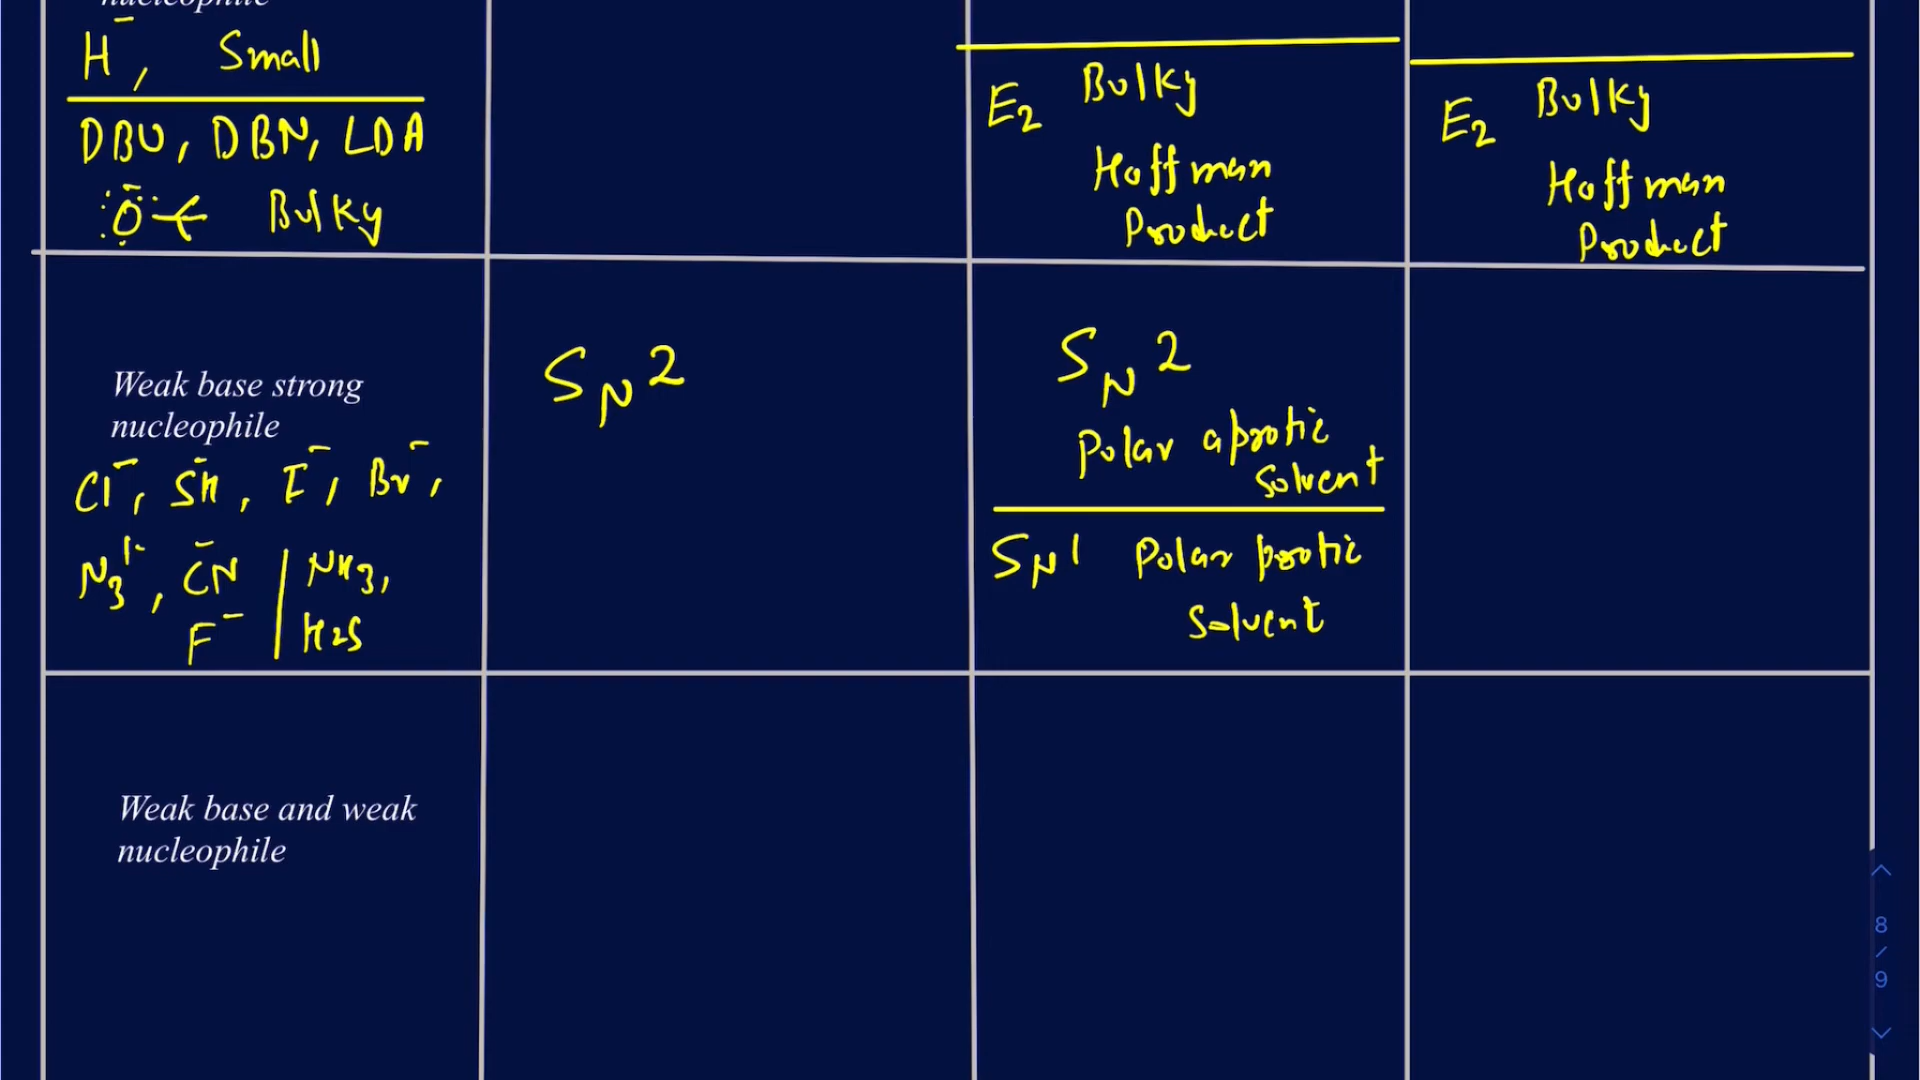 nucleophile
H⁻, Small
DBU, DBN, LDA
:Ö⁻ Bulky
E2 Bulky
Hoffman
Product
E2 Bulky
Hoffman
Product
Weak base strong
nucleophile
Cl⁻, S̄H, I⁻, Br⁻,
N3⁻, C̄N | NH3,
F⁻ | H2S
SN2
SN2
Polar aprotic
Solvent
SN1 Polar protic
Solvent
Weak base and weak
nucleophile
8
/
9